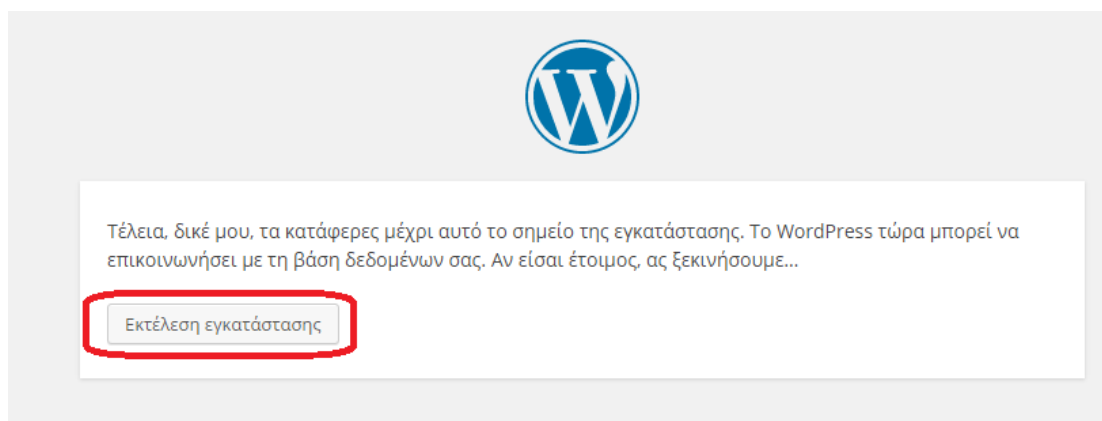 Τέλεια, δικέ μου, τα κατάφερες μέχρι αυτό το σημείο της εγκατάστασης. Το WordPress τώρα μπορεί να
επικοινωνήσει με τη βάση δεδομένων σας. Αν είσαι έτοιμος, ας ξεκινήσουμε...
Εκτέλεση εγκατάστασης